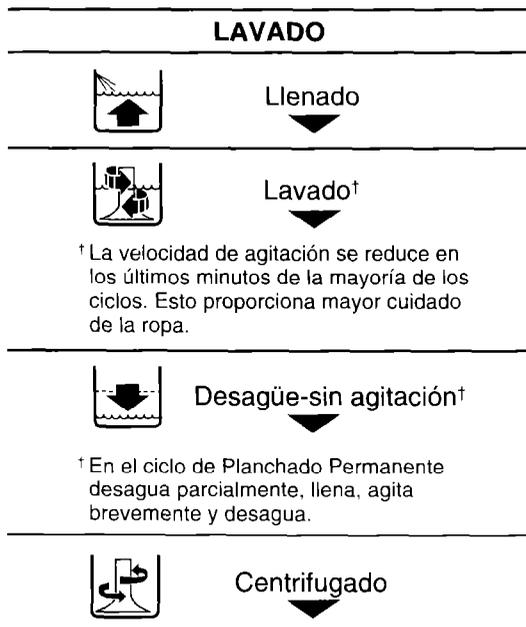 LAVADO
Llenado
Lavado†
† La velocidad de agitación se reduce en
los últimos minutos de la mayoría de los
ciclos. Esto proporciona mayor cuidado
de la ropa.
Desagüe-sin agitación†
† En el ciclo de Planchado Permanente
desagua parcialmente, llena, agita
brevemente y desagua.
Centrifugado